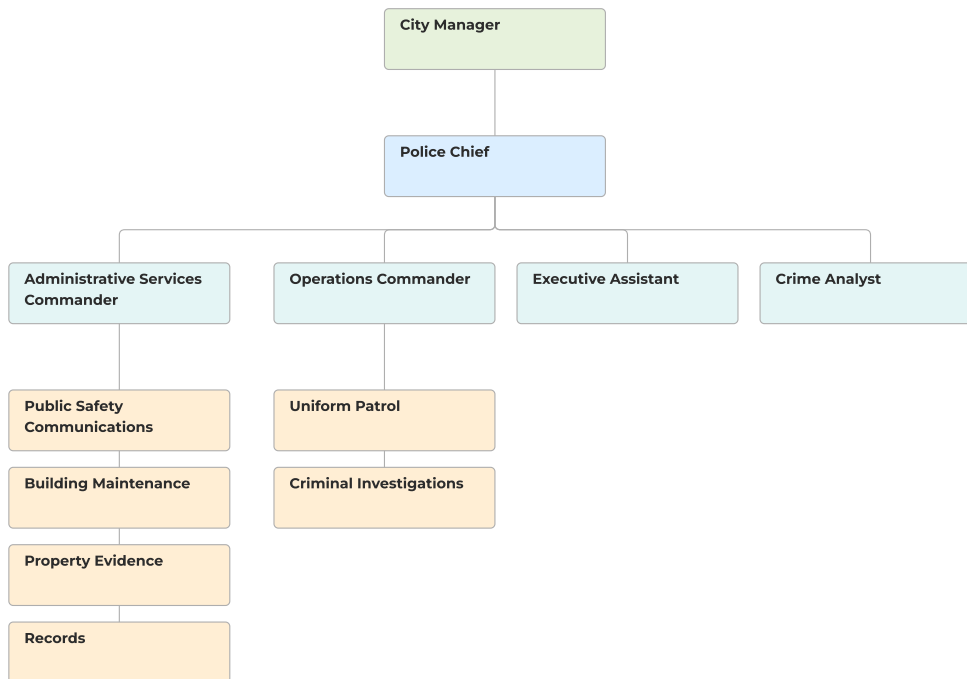 City Manager
Police Chief
Administrative Services
Commander
Operations Commander
Executive Assistant
Crime Analyst
Public Safety
Communications
Uniform Patrol
Building Maintenance
Criminal Investigations
Property Evidence
Records